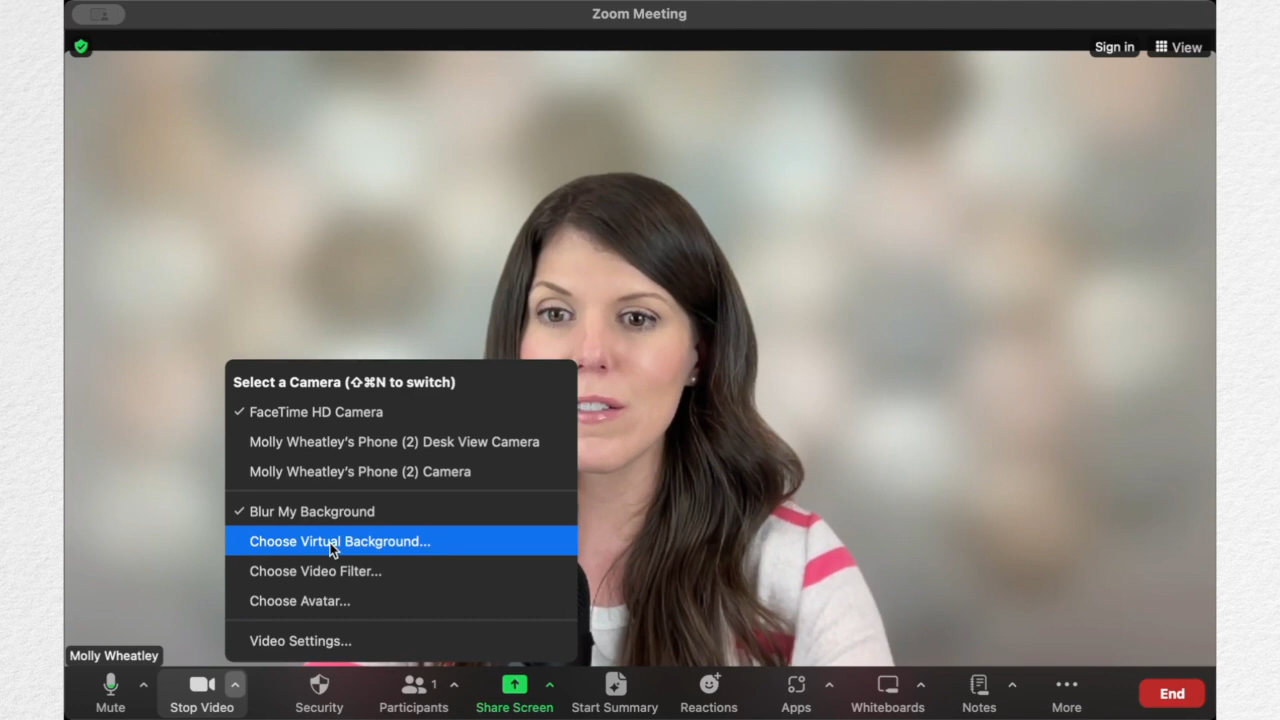 Zoom Meeting
Sign in
View
Select a Camera (⇧⌘N to switch)
✓ FaceTime HD Camera
Molly Wheatley's Phone (2) Desk View Camera
Molly Wheatley's Phone (2) Camera
✓ Blur My Background
Choose Virtual Background...
Choose Video Filter...
Choose Avatar...
Video Settings...
Molly Wheatley
1
Mute
Stop Video
Security
Participants
Share Screen
Start Summary
Reactions
Apps
Whiteboards
Notes
More
End